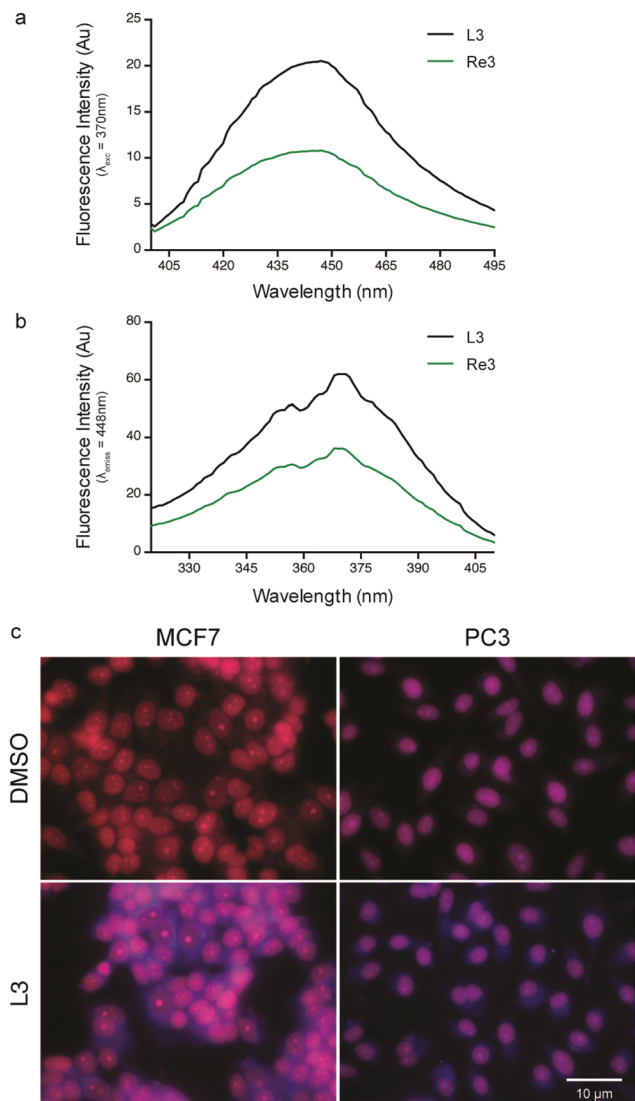 a
Fluorescence Intensity (Au)
(λexc = 370nm)
25
20
15
10
5
0
405 420 435 450 465 480 495
Wavelength (nm)
L3
Re3
b
Fluorescence Intensity (Au)
(λemiss = 448nm)
80
60
40
20
0
330 345 360 375 390 405
Wavelength (nm)
L3
Re3
c
MCF7 PC3
DMSO
L3
10 µm